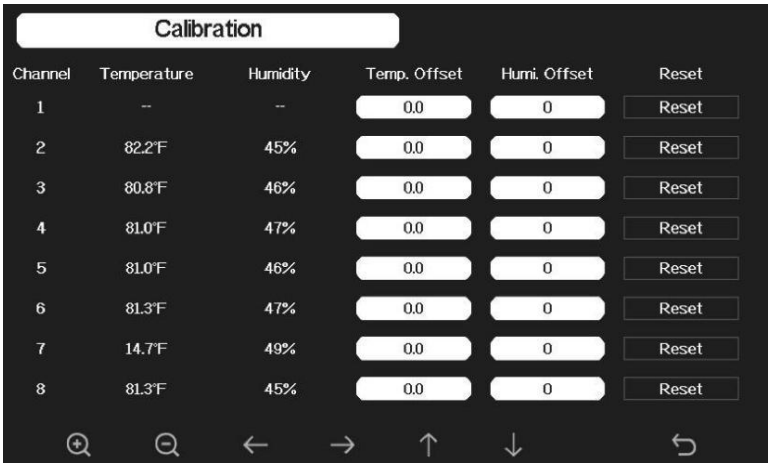 Calibration
Channel Temperature Humidity Temp. Offset Humi. Offset Reset
1 -- -- 0.0 0 Reset
2 82.2°F 45% 0.0 0 Reset
3 80.8°F 46% 0.0 0 Reset
4 81.0°F 47% 0.0 0 Reset
5 81.0°F 46% 0.0 0 Reset
6 81.3°F 47% 0.0 0 Reset
7 14.7°F 49% 0.0 0 Reset
8 81.3°F 45% 0.0 0 Reset